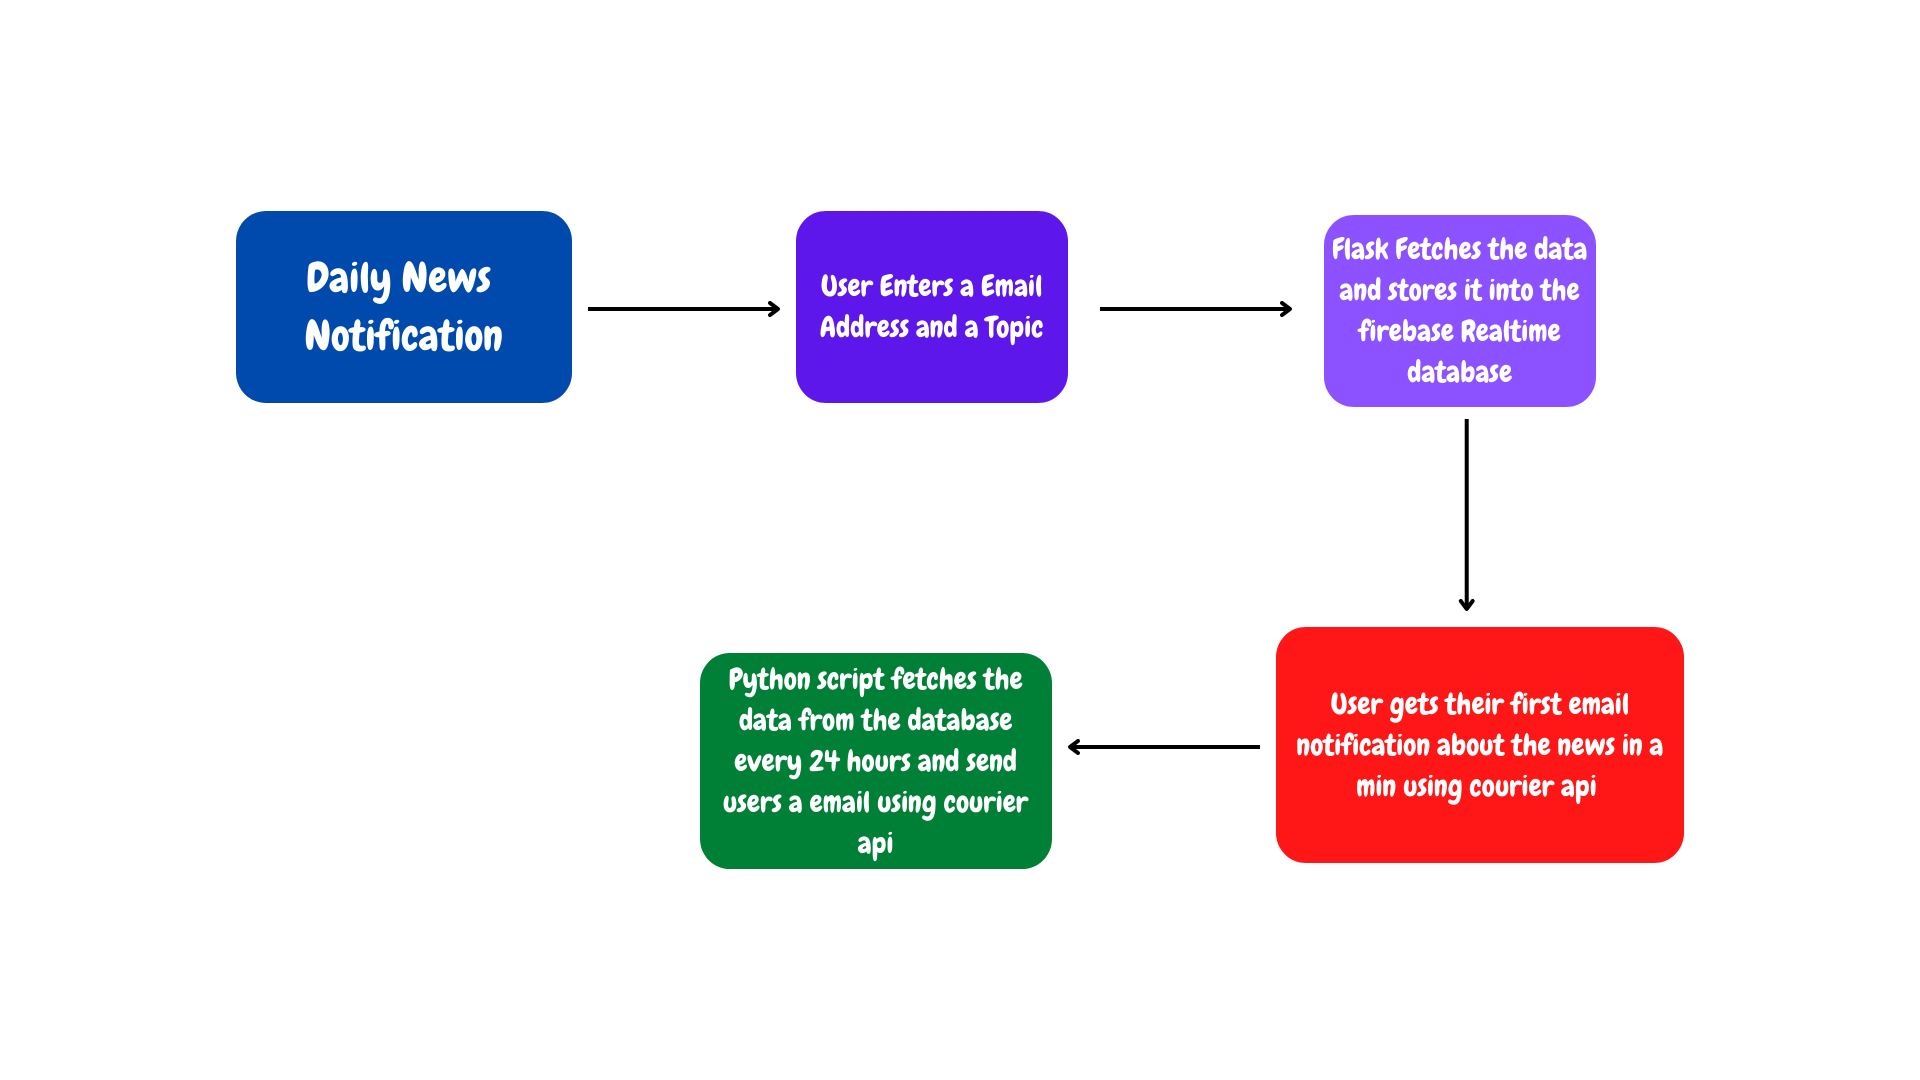 Daily News
Notification
User Enters a Email
Address and a Topic
Flask Fetches the data
and stores it into the
firebase Realtime
database
User gets their first email
notification about the news in a
min using courier api
Python script fetches the
data from the database
every 24 hours and send
users a email using courier
api